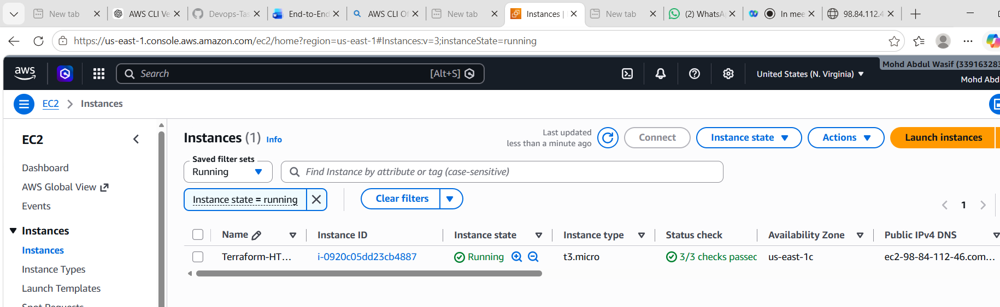 New tab
AWS CLI Ve
Devops-Tas
End-to-End
AWS CLI Of
New tab
Instances |
New tab
(2) WhatsA
In mee
98.84.112.4
https://us-east-1.console.aws.amazon.com/ec2/home?region=us-east-1#Instances:v=3;instanceState=running
aws
Search
[Alt+S]
United States (N. Virginia)
Mohd Abdul Wasif (339163283
Mohd Abd
EC2
Instances
EC2
Dashboard
AWS Global View
Events
Instances
Instances
Instance Types
Launch Templates
Spot Requests
Instances (1) Info
Last updated
less than a minute ago
Connect
Instance state
Actions
Launch instances
Saved filter sets
Running
Find Instance by attribute or tag (case-sensitive)
Instance state = running
Clear filters
1
Name Instance ID Instance state Instance type Status check Availability Zone Public IPv4 DNS
Terraform-HT... i-0920c05dd23cb4887 Running t3.micro 3/3 checks passec us-east-1c ec2-98-84-112-46.com...